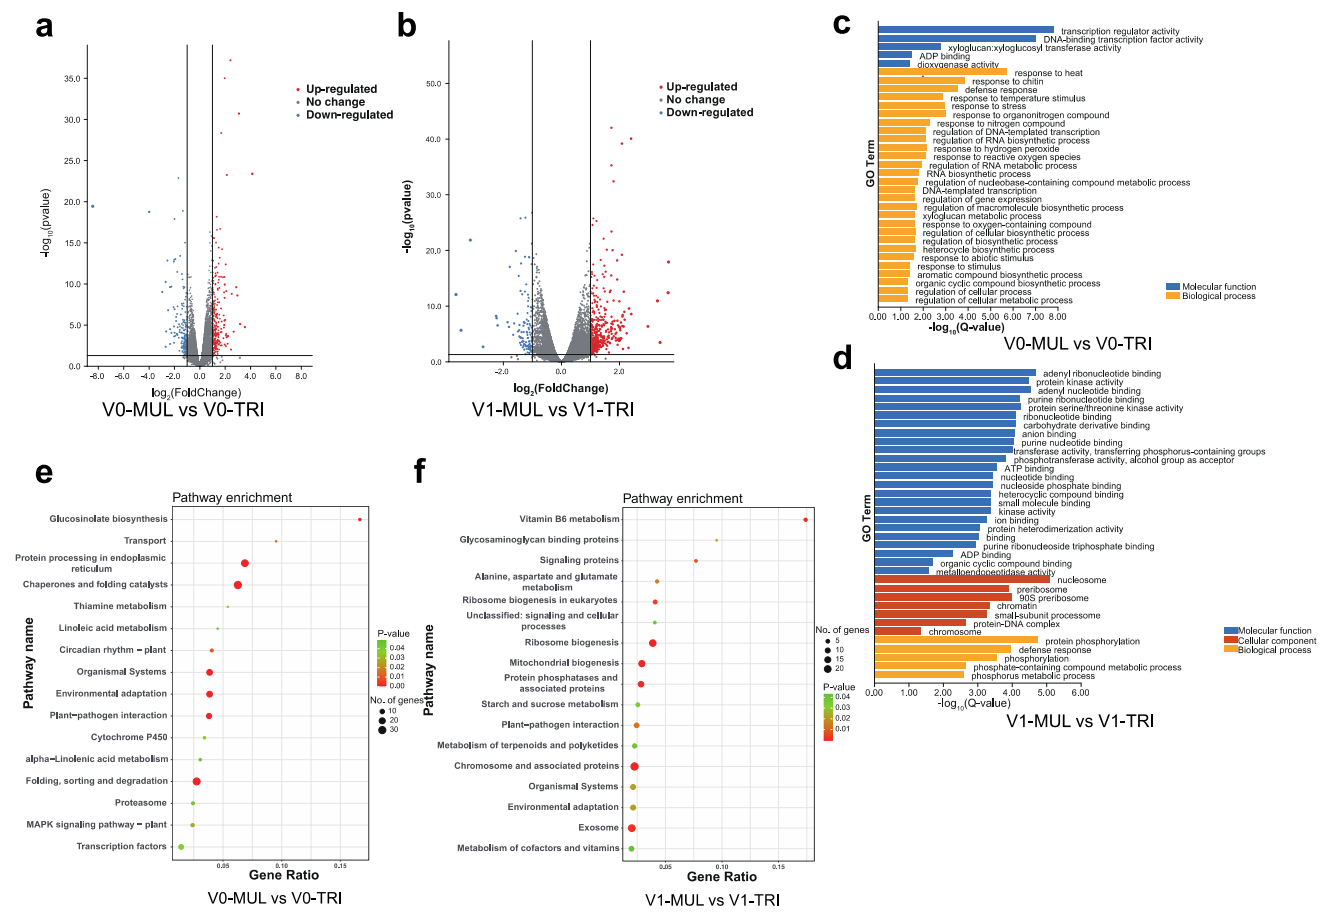 a
40.0
35.0
30.0
25.0
20.0
15.0
10.0
5.0
0.0
-log10(pvalue)
-8.0
-4.0
0.0
4.0
8.0
log2(FoldChange)
V0-MUL vs V0-TRI
Up-regulated
No change
Down-regulated
b
50.0
40.0
30.0
20.0
10.0
0.0
-log10(pvalue)
-2.0
0.0
2.0
log2(FoldChange)
V1-MUL vs V1-TRI
Up-regulated
No change
Down-regulated
c
GO Term
transcription regulator activity
DNA-binding transcription factor activity
xyloglucan:xyloglucosyl transferase activity
ADP binding
dioxygenase activity
response to heat
response to chitin
defense response
response to temperature stimulus
response to stress
response to organonitrogen compound
response to nitrogen compound
regulation of DNA-templated transcription
regulation of RNA biosynthetic process
response to hydrogen peroxide
response to reactive oxygen species
regulation of RNA metabolic process
RNA biosynthetic process
regulation of nucleobase-containing compound metabolic process
DNA-templated transcription
regulation of gene expression
regulation of macromolecule biosynthetic process
xyloglucan metabolic process
response to oxygen-containing compound
regulation of cellular biosynthetic process
regulation of biosynthetic process
heterocycle biosynthetic process
response to abiotic stimulus
response to stimulus
aromatic compound biosynthetic process
organic cyclic compound biosynthetic process
regulation of cellular process
regulation of cellular metabolic process
Molecular function
Biological process
0.00 1.00 2.00 3.00 4.00 5.00 6.00 7.00 8.00
-log10(Q-value)
V0-MUL vs V0-TRI
d
GO Term
adenyl ribonucleotide binding
protein kinase activity
adenyl nucleotide binding
purine ribonucleotide binding
protein serine/threonine kinase activity
ribonucleotide binding
carbohydrate derivative binding
anion binding
purine nucleotide binding
transferase activity, transferring phosphorus-containing groups
phosphotransferase activity, alcohol group as acceptor
ATP binding
nucleotide binding
nucleoside phosphate binding
heterocyclic compound binding
small molecule binding
kinase activity
ion binding
protein heterodimerization activity
binding
purine ribonucleoside triphosphate binding
ADP binding
organic cyclic compound binding
metalloendopeptidase activity
nucleosome
preribosome
90S preribosome
chromatin
small-subunit processome
protein-DNA complex
chromosome
protein phosphorylation
defense response
phosphorylation
phosphate-containing compound metabolic process
phosphorus metabolic process
Molecular function
Cellular component
Biological process
0.00 1.00 2.00 3.00 4.00 5.00 6.00
-log10(Q-value)
V1-MUL vs V1-TRI
e
Pathway enrichment
Pathway name
Glucosinolate biosynthesis
Transport
Protein processing in endoplasmic
reticulum
Chaperones and folding catalysts
Thiamine metabolism
Linoleic acid metabolism
Circadian rhythm − plant
Organismal Systems
Environmental adaptation
Plant−pathogen interaction
Cytochrome P450
alpha−Linolenic acid metabolism
Folding, sorting and degradation
Proteasome
MAPK signaling pathway − plant
Transcription factors
0.05
0.10
0.15
Gene Ratio
V0-MUL vs V0-TRI
P-value
0.04
0.03
0.02
0.01
0.00
No. of genes
10
20
30
f
Pathway enrichment
Pathway name
Vitamin B6 metabolism
Glycosaminoglycan binding proteins
Signaling proteins
Alanine, aspartate and glutamate
metabolism
Ribosome biogenesis in eukaryotes
Unclassified: signaling and cellular
processes
Ribosome biogenesis
Mitochondrial biogenesis
Protein phosphatases and
associated proteins
Starch and sucrose metabolism
Plant−pathogen interaction
Metabolism of terpenoids and polyketides
Chromosome and associated proteins
Organismal Systems
Environmental adaptation
Exosome
Metabolism of cofactors and vitamins
0.05
0.10
0.15
Gene Ratio
V1-MUL vs V1-TRI
No. of genes
5
10
15
20
P-value
0.04
0.03
0.02
0.01